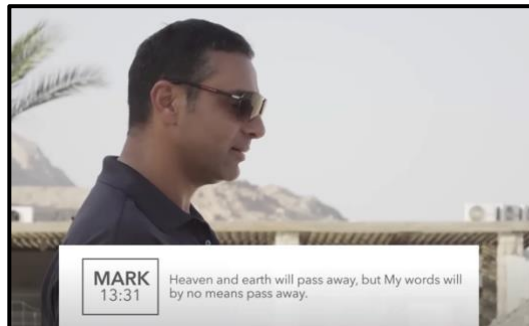 MARK
13:31
Heaven and earth will pass away, but My words will
by no means pass away.